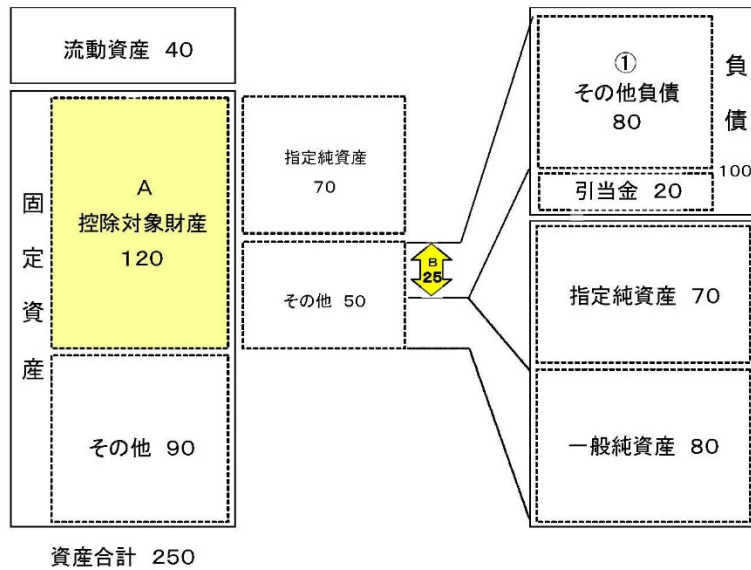 流動資産 40
固定資産
A
控除対象財産
120
その他 90
資産合計 250
指定純資産
70
その他 50
B
25
①
その他負債
80
引当金 20
負債
100
指定純資産 70
一般純資産 80